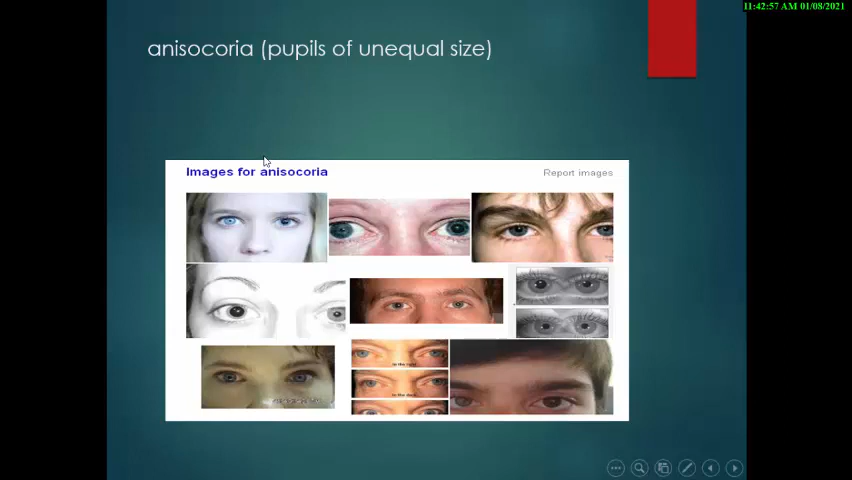 11:42:57 AM 01/08/2021
anisocoria (pupils of unequal size)
Images for anisocoria
Report images